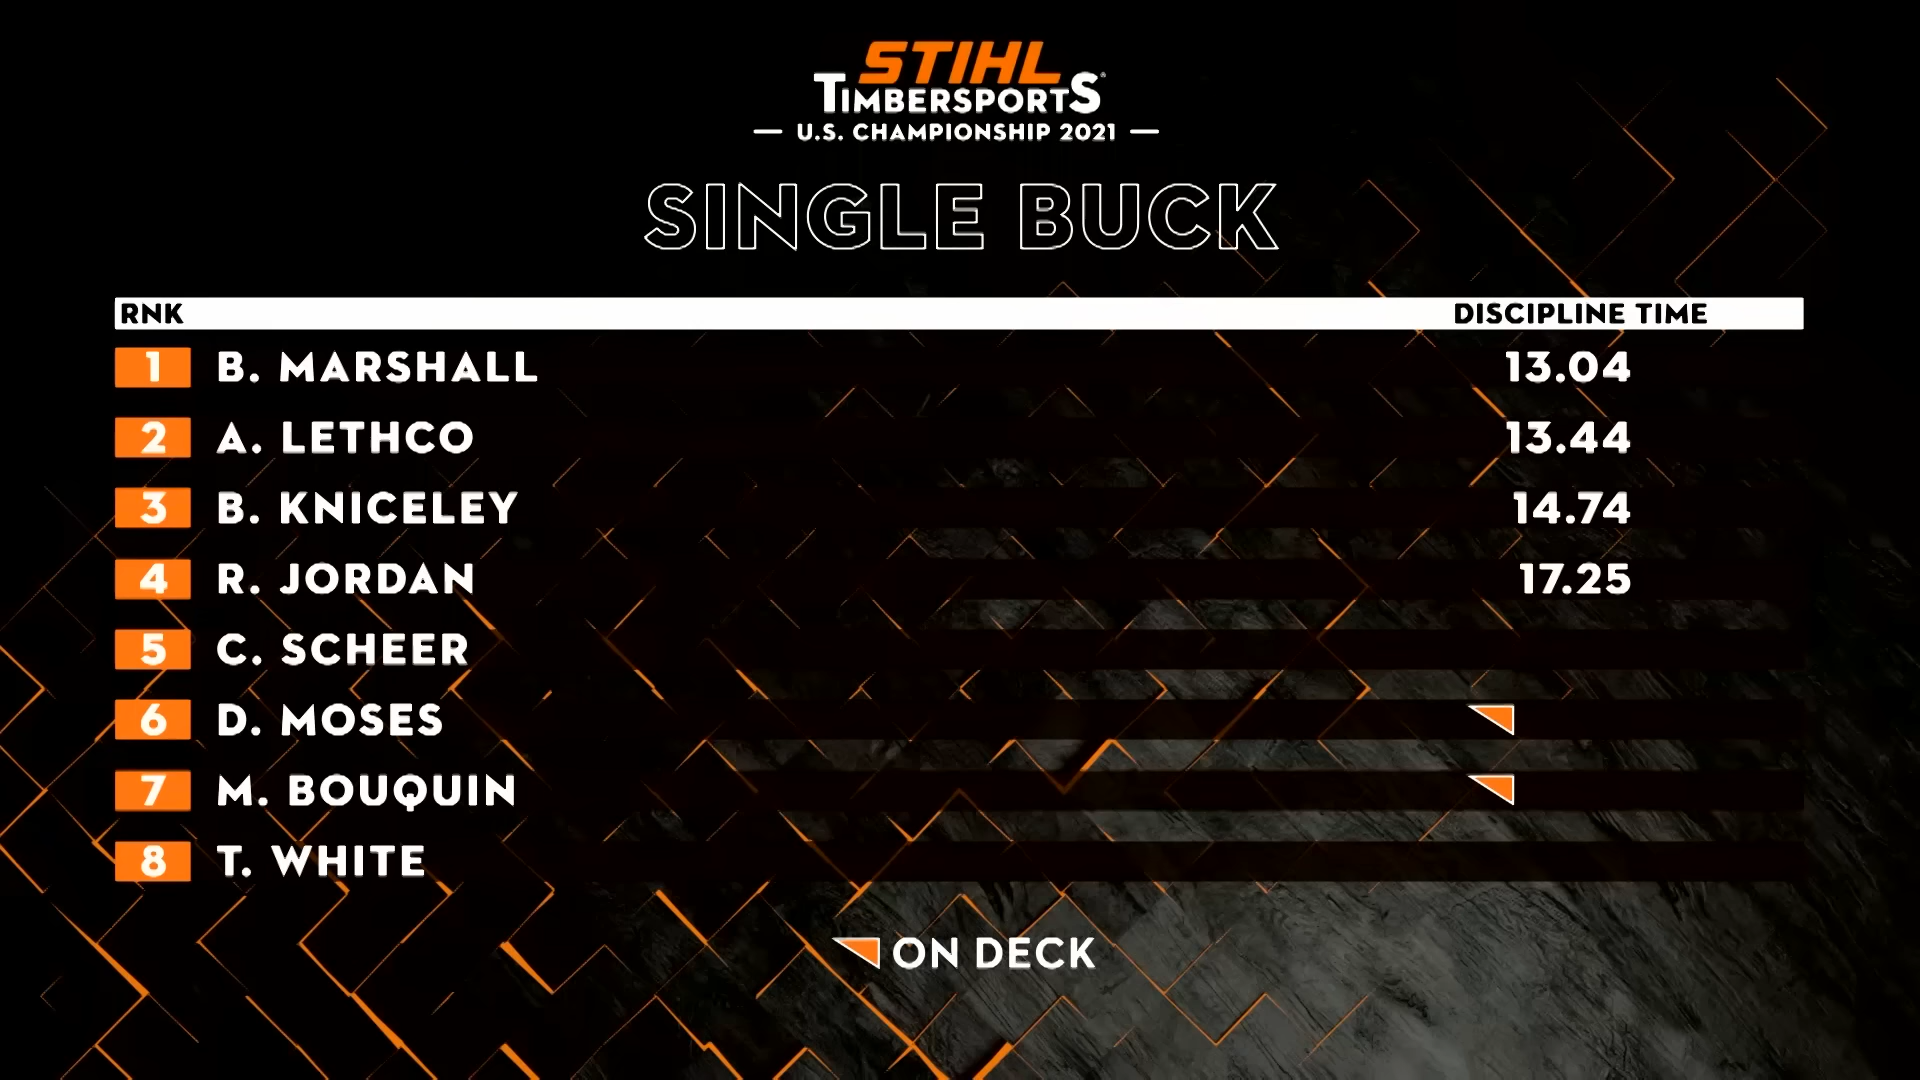 STIHL
TIMBERSPORTS®
U.S. CHAMPIONSHIP 2021
SINGLE BUCK
RNK DISCIPLINE TIME
1 B. MARSHALL 13.04
2 A. LETHCO 13.44
3 B. KNICELEY 14.74
4 R. JORDAN 17.25
5 C. SCHEER
6 D. MOSES
7 M. BOUQUIN
8 T. WHITE
ON DECK